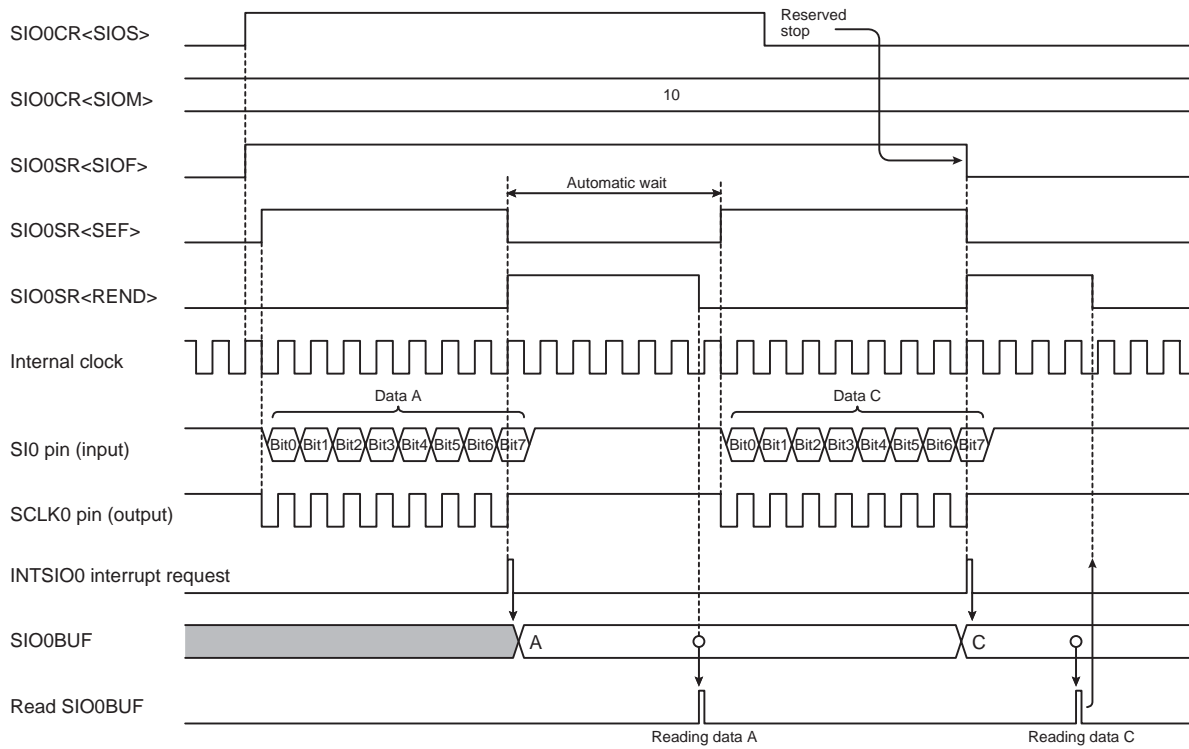 SIO0CR<SIOS>
Reserved
stop
SIO0CR<SIOM>
10
SIO0SR<SIOF>
Automatic wait
SIO0SR<SEF>
SIO0SR<REND>
Internal clock
Data A
Data C
SI0 pin (input)
Bit0 Bit1 Bit2 Bit3 Bit4 Bit5 Bit6 Bit7
Bit0 Bit1 Bit2 Bit3 Bit4 Bit5 Bit6 Bit7
SCLK0 pin (output)
INTSIO0 interrupt request
SIO0BUF
A
C
Read SIO0BUF
Reading data A
Reading data C